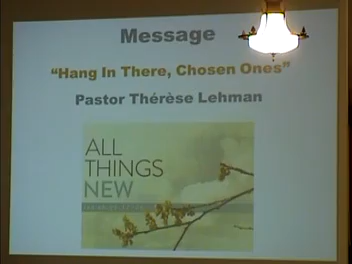 Message
“Hang In There, Chosen Ones”
Pastor Thérèse Lehman
ALL
THINGS
NEW